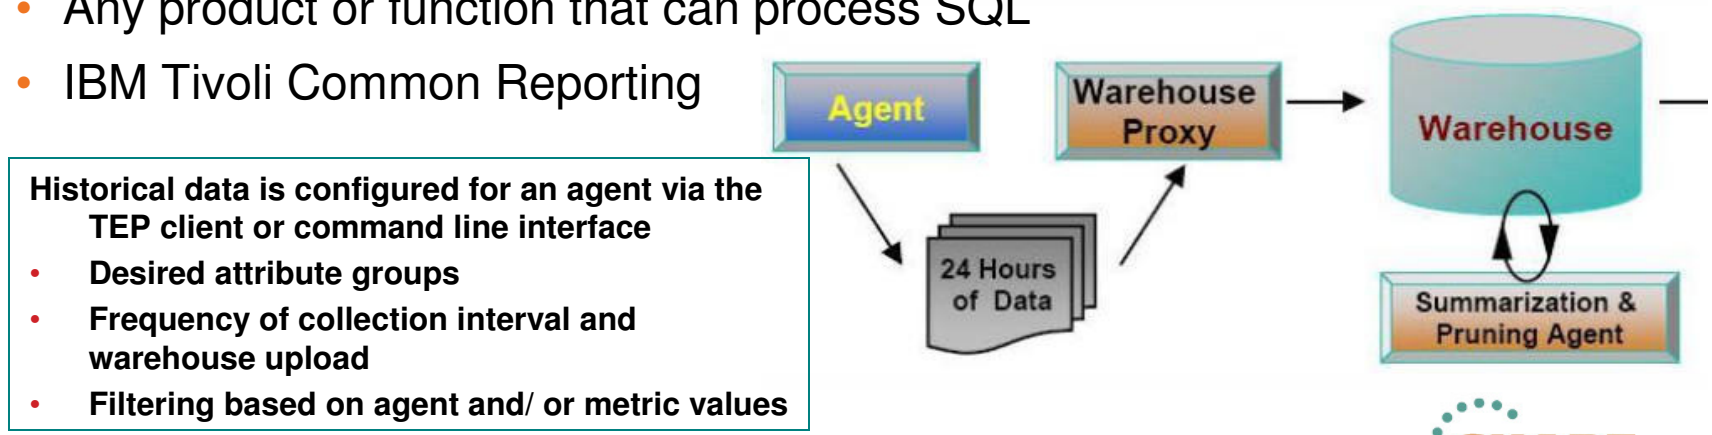 • Any product or function that can process SQL
• IBM Tivoli Common Reporting
Agent
Warehouse
Proxy
Warehouse
24 Hours
of Data
Summarization &
Pruning Agent
Historical data is configured for an agent via the
TEP client or command line interface
• Desired attribute groups
• Frequency of collection interval and
warehouse upload
• Filtering based on agent and/ or metric values